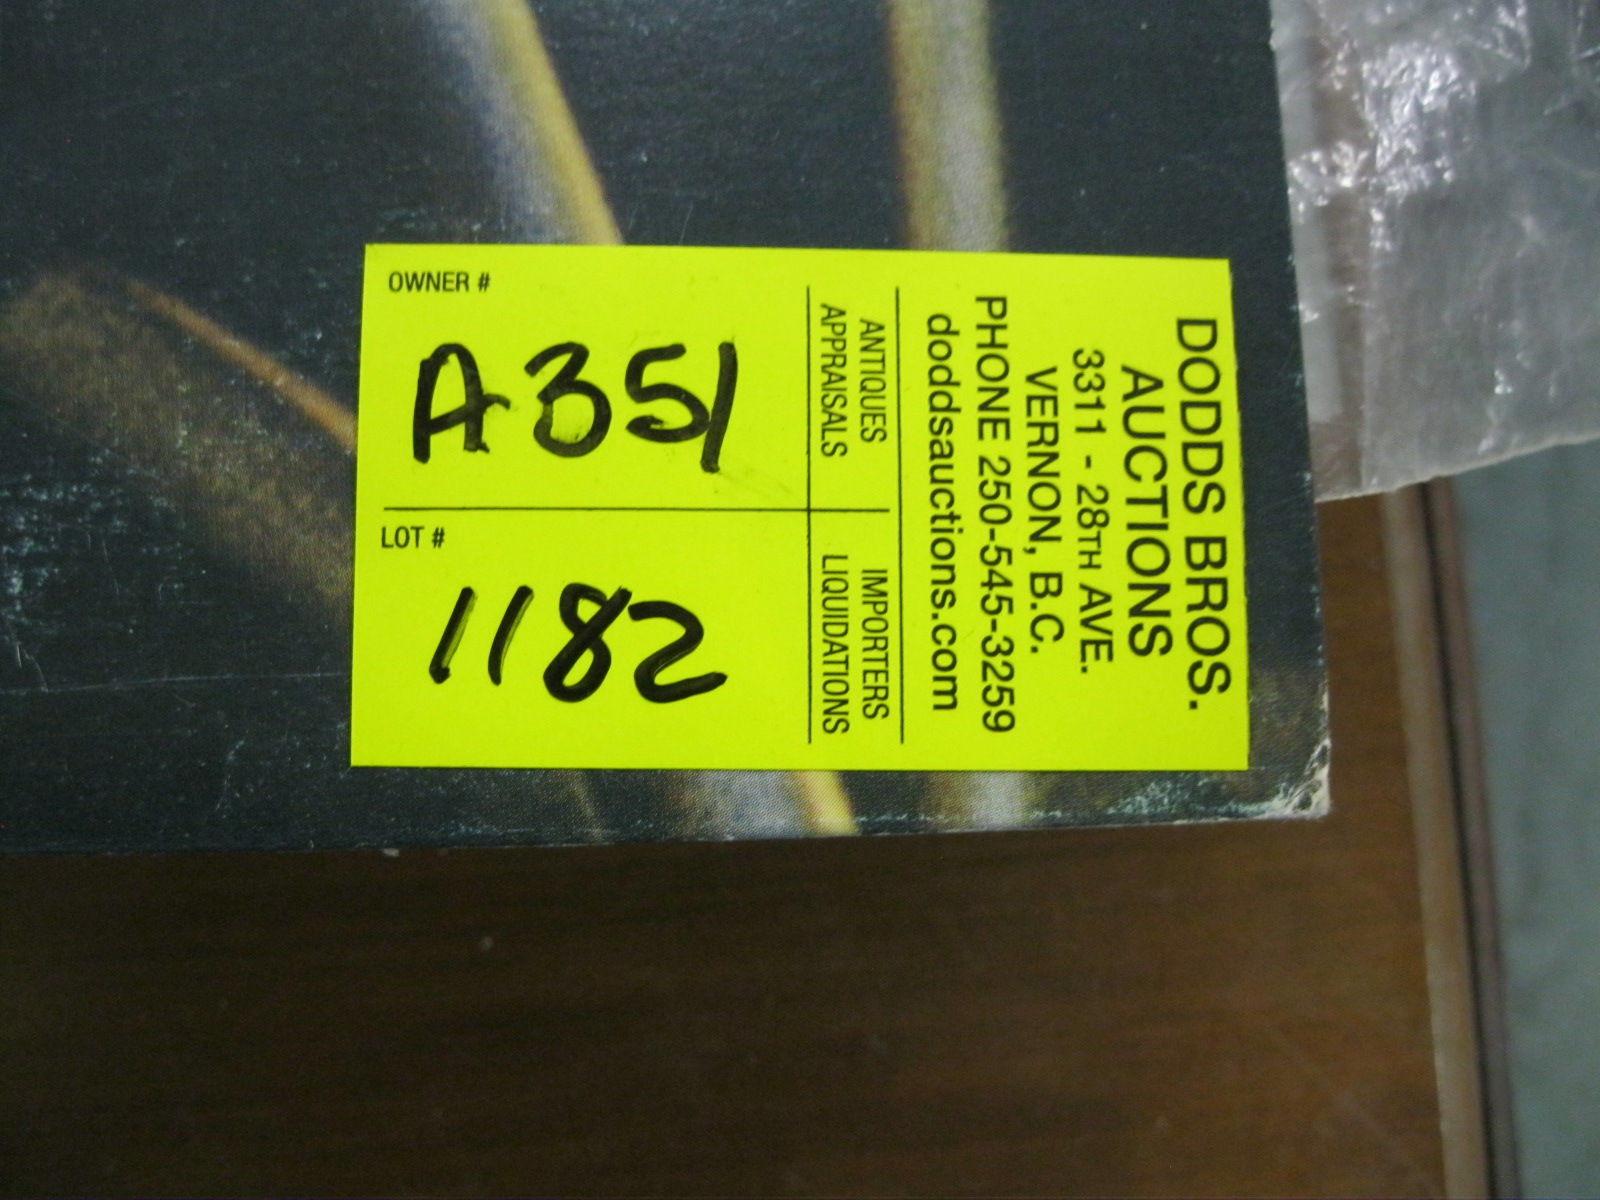 OWNER #
A351
LOT #
1182
ANTIQUES
APPRAISALS
IMPORTERS
LIQUIDATIONS
DODDS BROS.
AUCTIONS
3311 - 28TH AVE.
VERNON, B.C.
PHONE 250-545-3259
doddsauctions.com